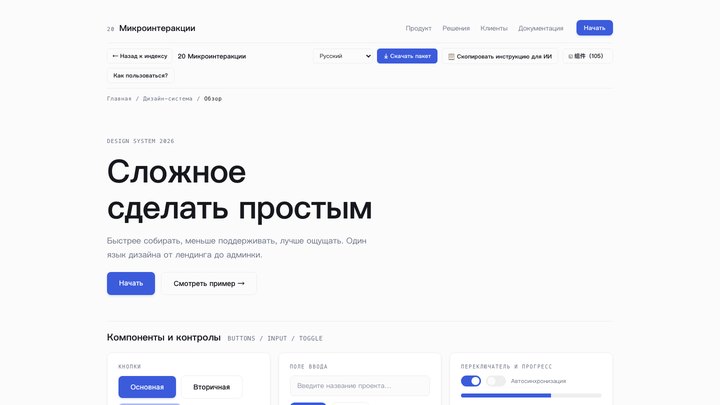 20 Микроинтеракции
Продукт Решения Клиенты Документация Начать
← Назад к индексу 20 Микроинтеракции Русский Скачать пакет Скопировать инструкцию для ИИ 组件 (105)
Как пользоваться?
Главная / Дизайн-система / Обзор
DESIGN SYSTEM 2026
Сложное
сделать простым
Быстрее собирать, меньше поддерживать, лучше ощущать. Один
язык дизайна от лендинга до админки.
Начать Смотреть пример →
Компоненты и контролы BUTTONS / INPUT / TOGGLE
КНОПКИ ПОЛЕ ВВОДА ПЕРЕКЛЮЧАТЕЛЬ И ПРОГРЕСС
Основная Вторичная Введите название проекта... Автосинхронизация